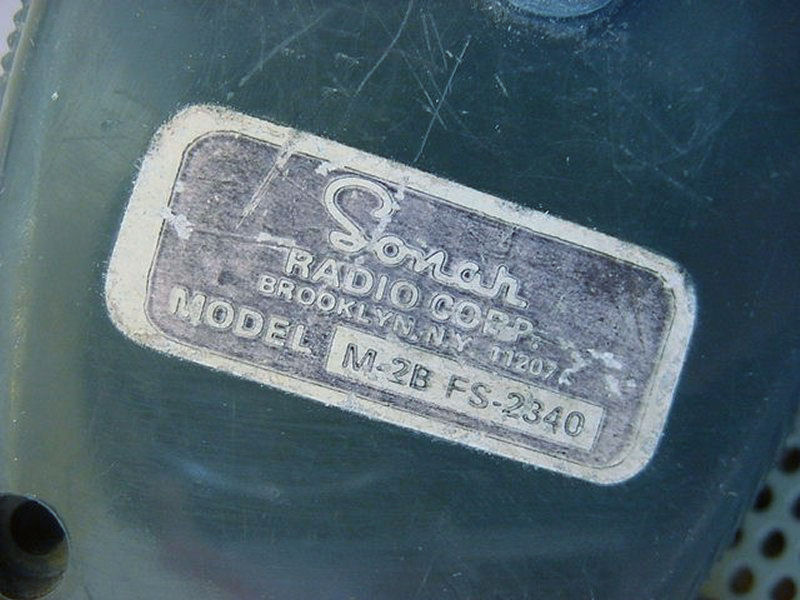 Sonar
RADIO CORP.
BROOKLYN, N.Y. 11207
MODEL M-2B FS-2340